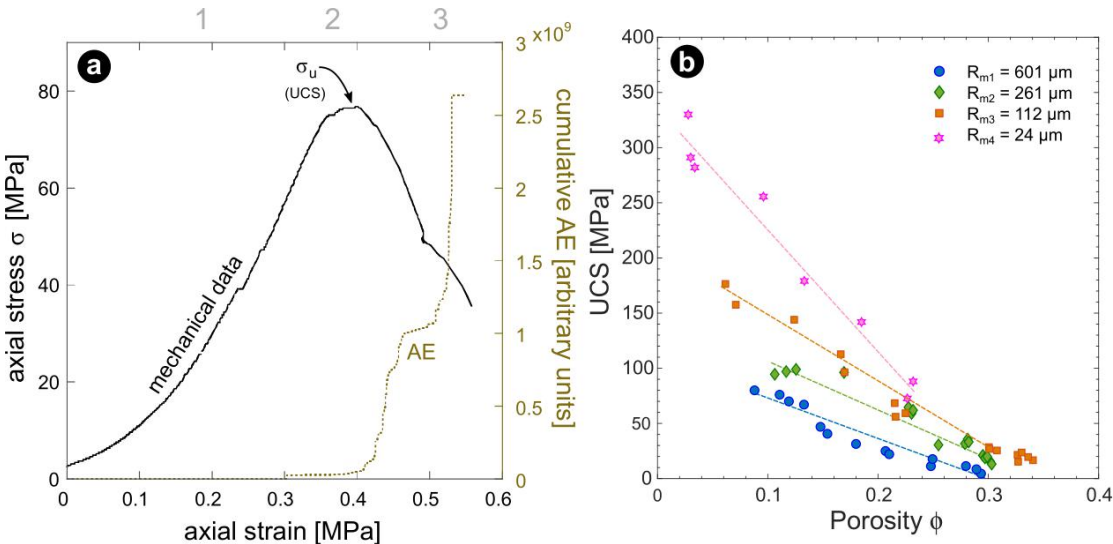 1 2 3
a
×10⁹
80
60
40
20
0
axial stress σ [MPa]
σu
(UCS)
mechanical data
AE
3
2.5
2
1.5
1
0.5
0
cumulative AE [arbitrary units]
0 0.1 0.2 0.3 0.4 0.5 0.6
axial strain [MPa]
b
400
350
300
250
200
150
100
50
0
UCS [MPa]
Rm1 = 601 µm
Rm2 = 261 µm
Rm3 = 112 µm
Rm4 = 24 µm
0 0.1 0.2 0.3 0.4
Porosity ϕ